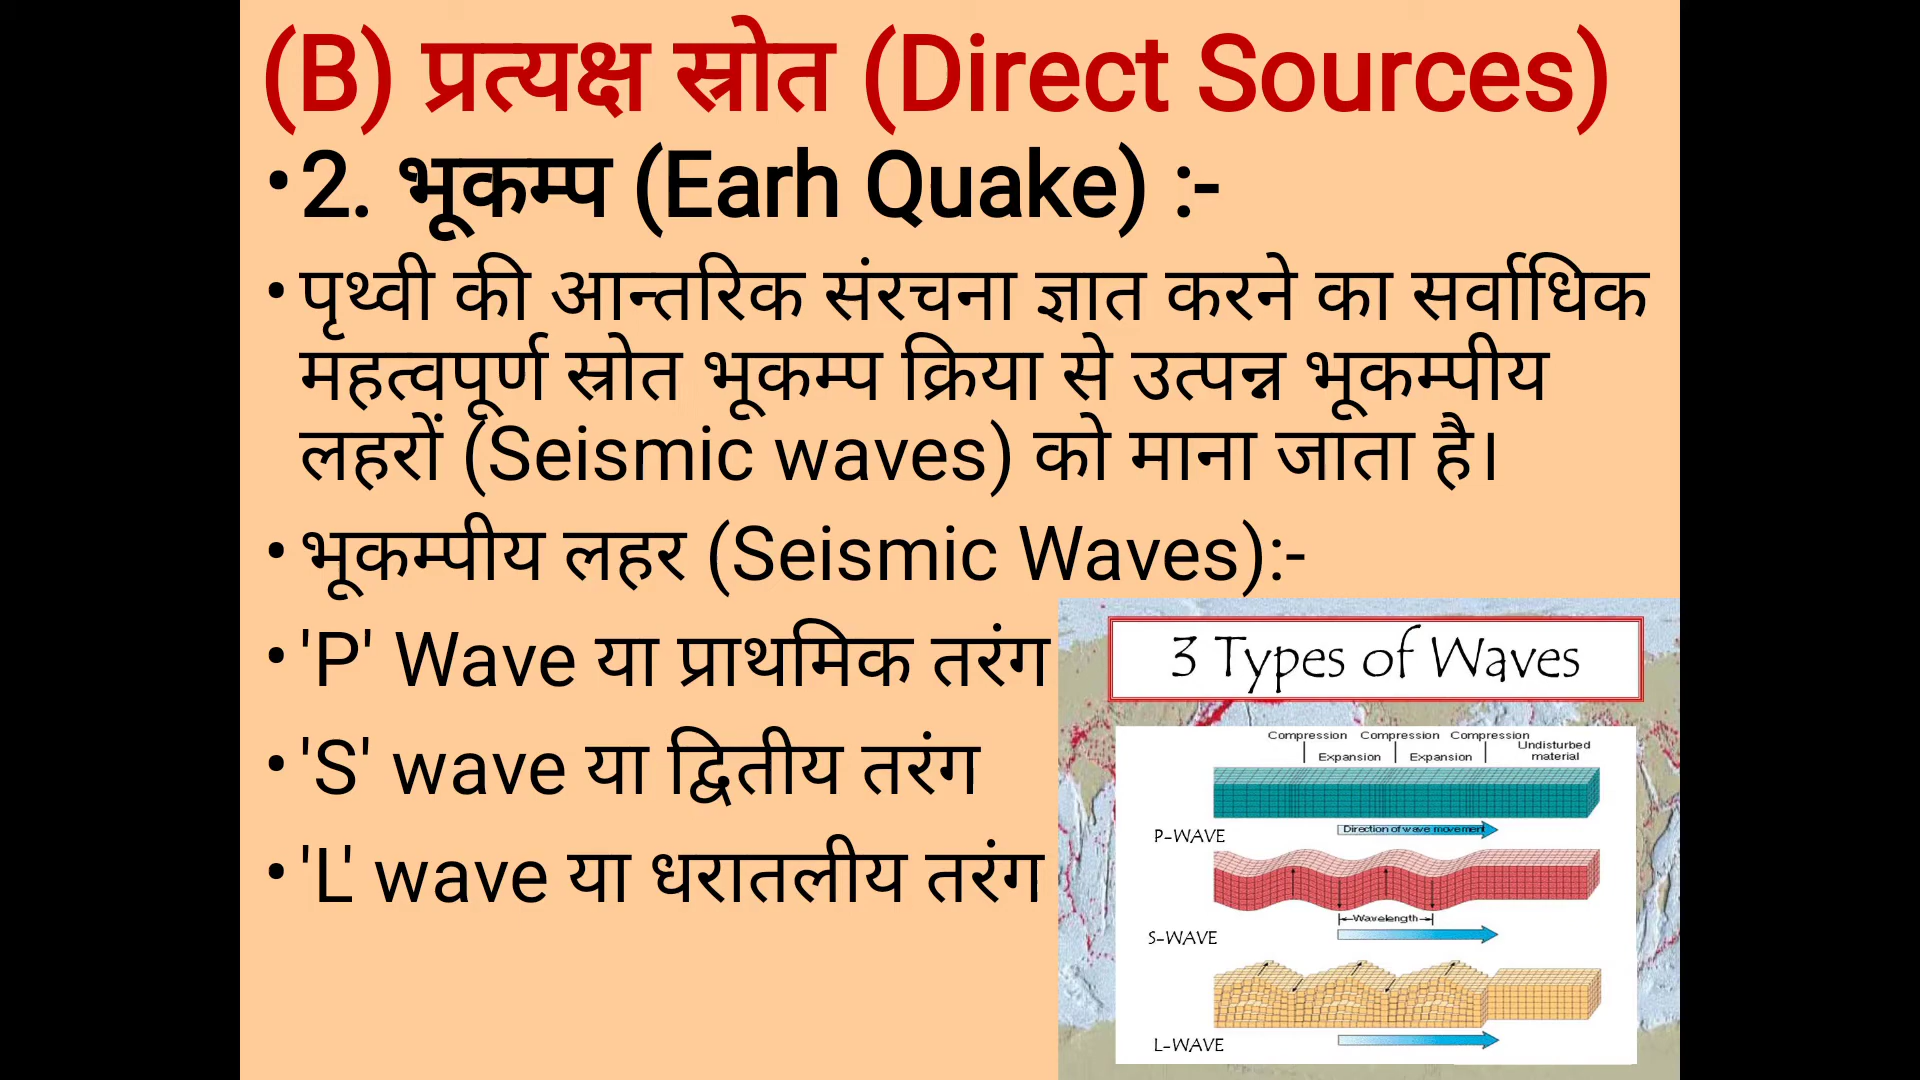 (B) प्रत्यक्ष स्रोत (Direct Sources)
•2. भूकम्प (Earh Quake) :-
• पृथ्वी की आन्तरिक संरचना ज्ञात करने का सर्वाधिक
महत्वपूर्ण स्रोत भूकम्प क्रिया से उत्पन्न भूकम्पीय
लहरों (Seismic waves) को माना जाता है।
• भूकम्पीय लहर (Seismic Waves):-
• 'P' Wave या प्राथमिक तरंग
• 'S' wave या द्वितीय तरंग
• 'L' wave या धरातलीय तरंग
3 Types of Waves
Compression Compression Compression
Expansion Expansion
Undisturbed
material
Direction of wave movement
P-WAVE
Wavelength
S-WAVE
L-WAVE